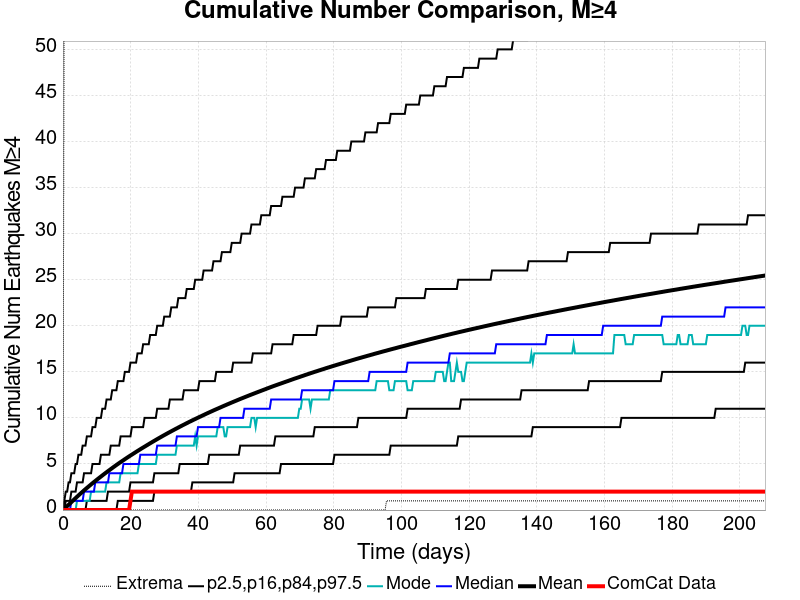 Cumulative Number Comparison, M≥4
Cumulative Num Earthquakes M≥4
50
45
40
35
30
25
20
15
10
5
0
0 20 40 60 80 100 120 140 160 180 200
Time (days)
Extrema p2.5,p16,p84,p97.5 Mode Median Mean ComCat Data